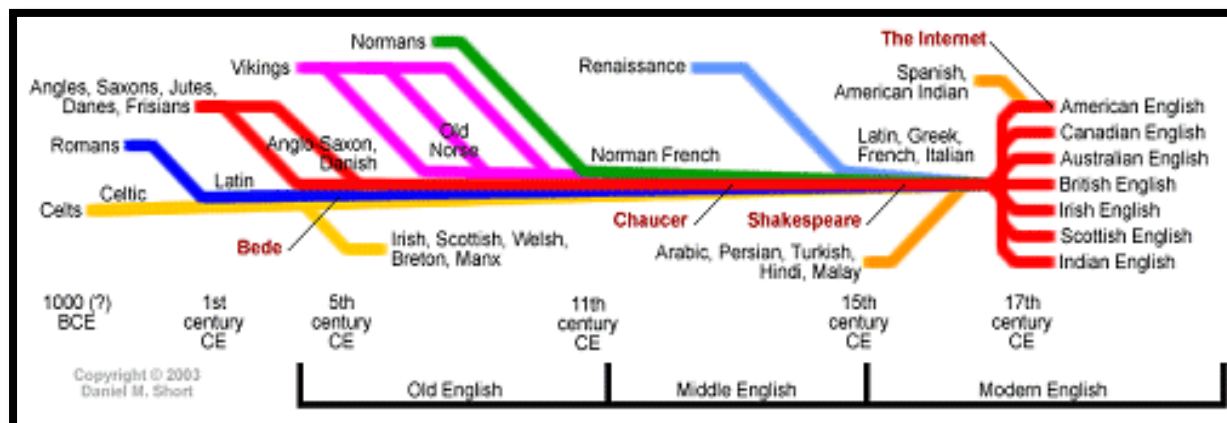 The Internet
Normans
Vikings
Renaissance
Spanish,
American Indian
Angles, Saxons, Jutes,
Danes, Frisians
American English
Canadian English
Australian English
British English
Irish English
Scottish English
Indian English
Romans
Anglo Saxon,
Danish
Old
Norse
Norman French
Latin, Greek,
French, Italian
Celtic
Latin
Celts
Bede
Chaucer
Shakespeare
Irish, Scottish, Welsh,
Breton, Manx
Arabic, Persian, Turkish,
Hindi, Malay
1000 (?)
BCE
1st
century
CE
5th
century
CE
11th
century
CE
15th
century
CE
17th
century
CE
Copyright © 2003
Daniel M. Short
Old English
Middle English
Modern English